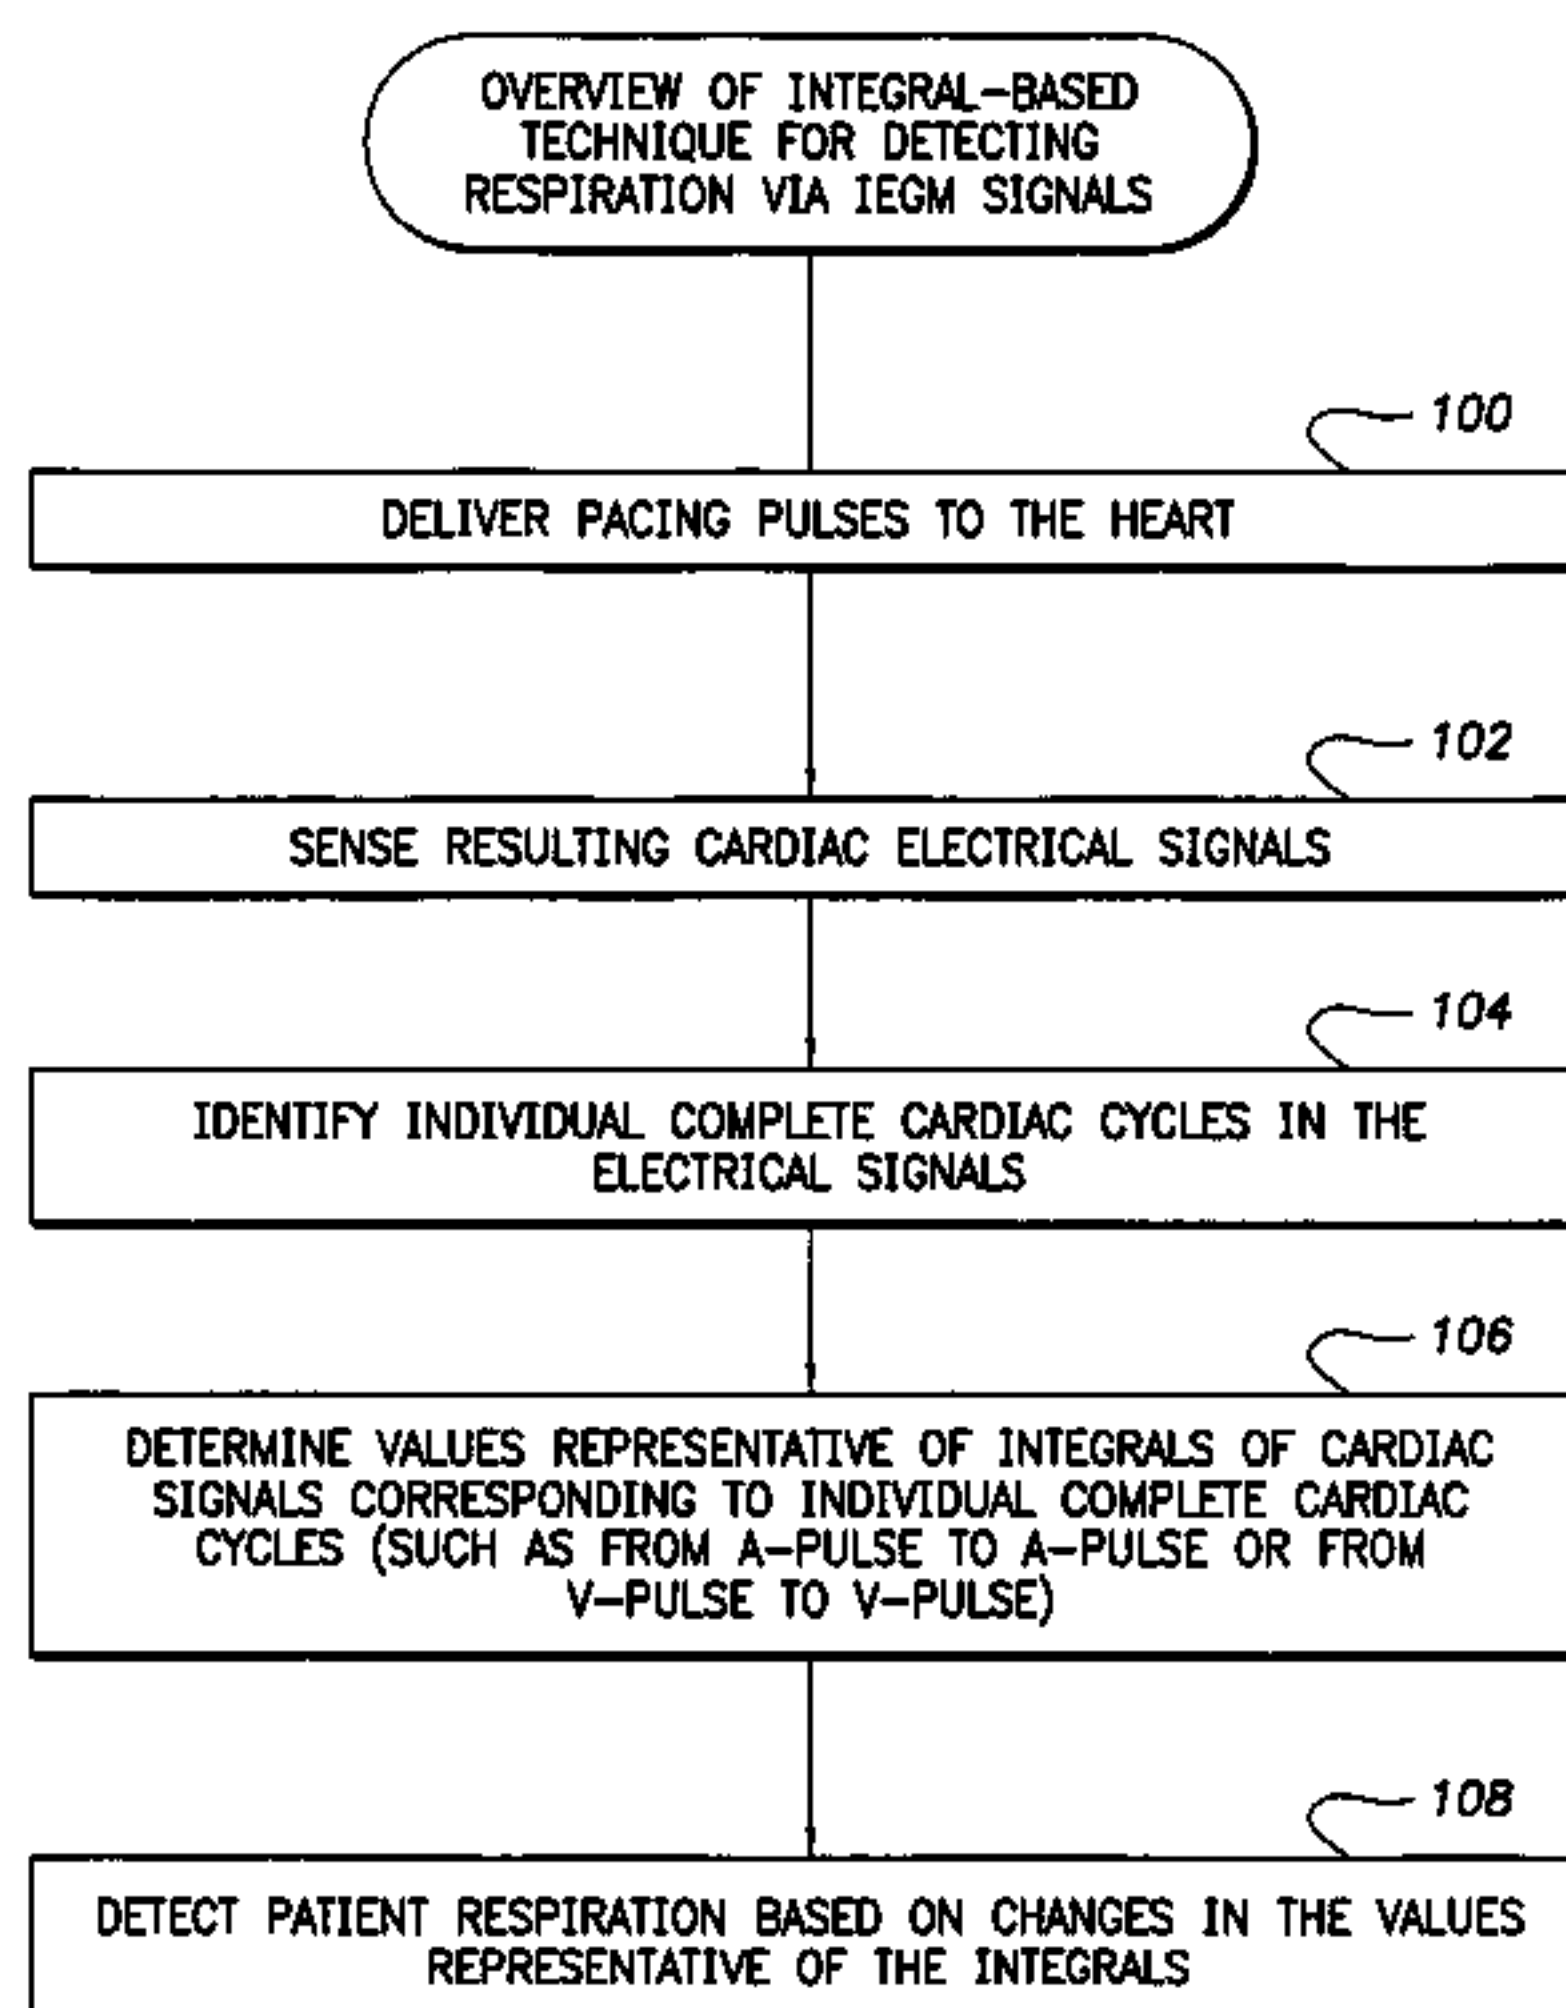 OVERVIEW OF INTEGRAL-BASED
TECHNIQUE FOR DETECTING
RESPIRATION VIA IEGM SIGNALS
100
DELIVER PACING PULSES TO THE HEART
102
SENSE RESULTING CARDIAC ELECTRICAL SIGNALS
104
IDENTIFY INDIVIDUAL COMPLETE CARDIAC CYCLES IN THE
ELECTRICAL SIGNALS
106
DETERMINE VALUES REPRESENTATIVE OF INTEGRALS OF CARDIAC
SIGNALS CORRESPONDING TO INDIVIDUAL COMPLETE CARDIAC
CYCLES (SUCH AS FROM A-PULSE TO A-PULSE OR FROM
V-PULSE TO V-PULSE)
108
DETECT PATIENT RESPIRATION BASED ON CHANGES IN THE VALUES
REPRESENTATIVE OF THE INTEGRALS